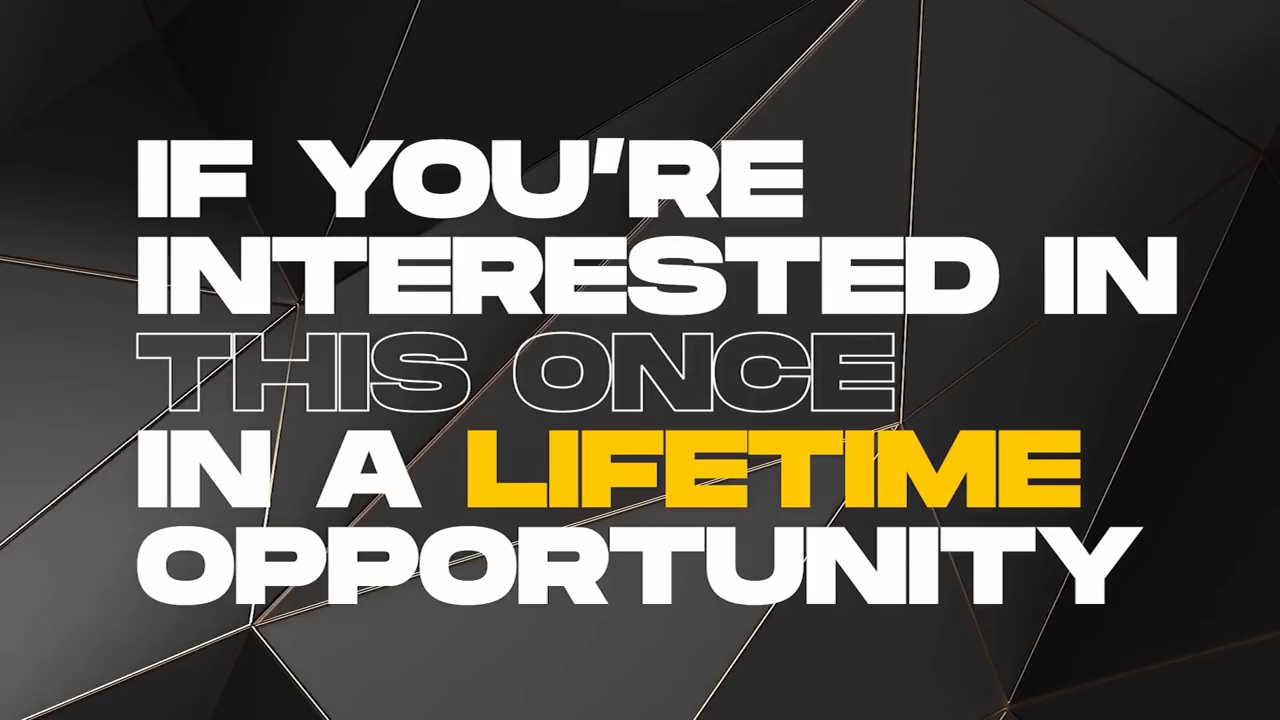 IF YOU'RE
INTERESTED IN
THIS ONCE
IN A LIFETIME
OPPORTUNITY